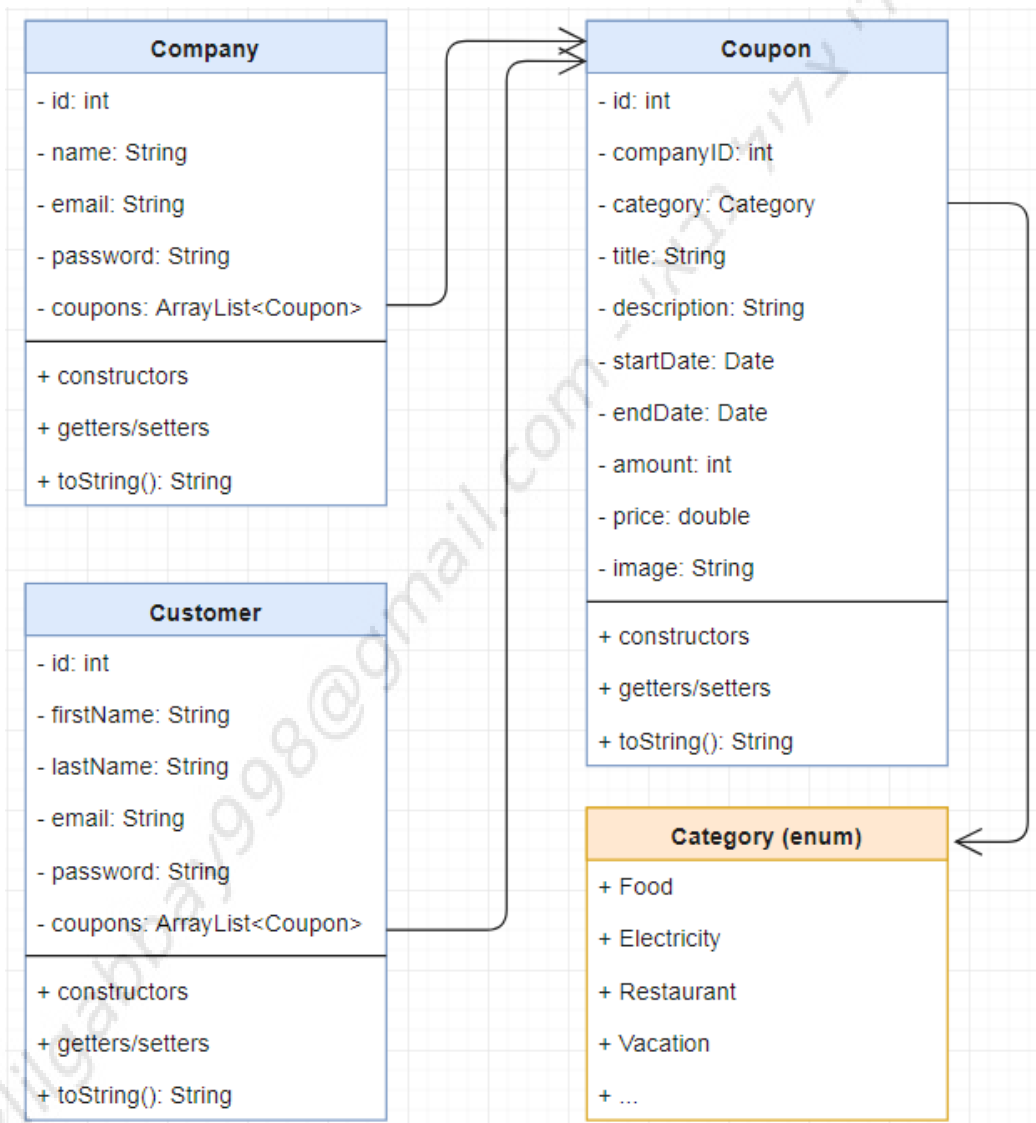 Company
- id: int
- name: String
- email: String
- password: String
- coupons: ArrayList<Coupon>
+ constructors
+ getters/setters
+ toString(): String
Customer
- id: int
- firstName: String
- lastName: String
- email: String
- password: String
- coupons: ArrayList<Coupon>
+ constructors
+ getters/setters
+ toString(): String
Coupon
- id: int
- companyID: int
- category: Category
- title: String
- description: String
- startDate: Date
- endDate: Date
- amount: int
- price: double
- image: String
+ constructors
+ getters/setters
+ toString(): String
Category (enum)
+ Food
+ Electricity
+ Restaurant
+ Vacation
+ ...